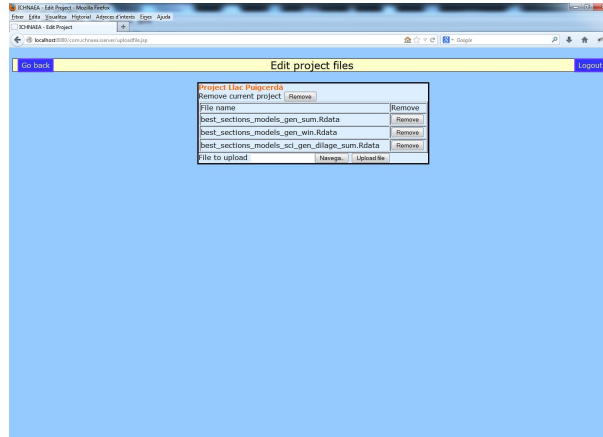 ICHNAEA - Edit Project - Mozilla Firefox
Fitxer Edita Visualitza Historial Adreces d'interès Eines Ajuda
ICHNAEA - Edit Project +
localhost:8080/com.ichnaea.server/uploadfile.jsp Google
Go back Edit project files Logout
Project Llac Puigcerdà
Remove current project Remove
File name Remove
best_sections_models_gen_sum.Rdata Remove
best_sections_models_gen_win.Rdata Remove
best_sections_models_sci_gen_dilage_sum.Rdata Remove
File to upload Navega... Upload file